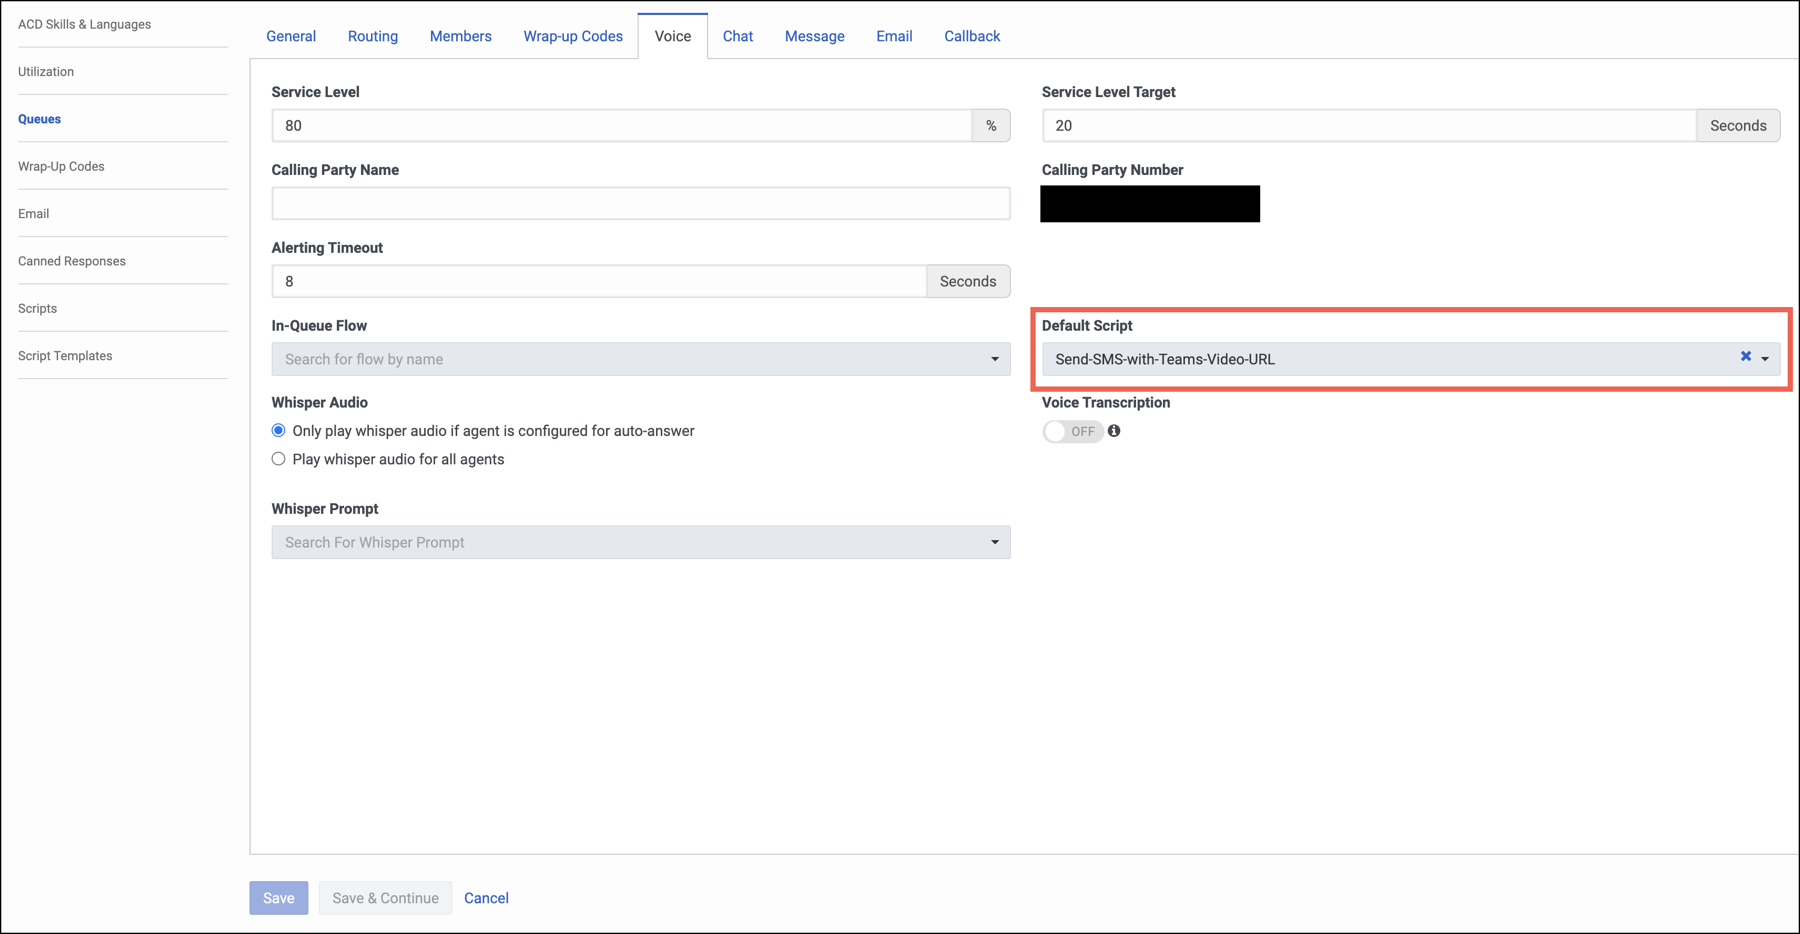 ACD Skills & Languages
Utilization
Queues
Wrap-Up Codes
Email
Canned Responses
Scripts
Script Templates
General Routing Members Wrap-up Codes Voice Chat Message Email Callback
Service Level
80 %
Service Level Target
20 Seconds
Calling Party Name
Calling Party Number
Alerting Timeout
8 Seconds
In-Queue Flow
Search for flow by name
Default Script
Send-SMS-with-Teams-Video-URL
Whisper Audio
Only play whisper audio if agent is configured for auto-answer
Play whisper audio for all agents
Voice Transcription
OFF
Whisper Prompt
Search For Whisper Prompt
Save Save & Continue Cancel